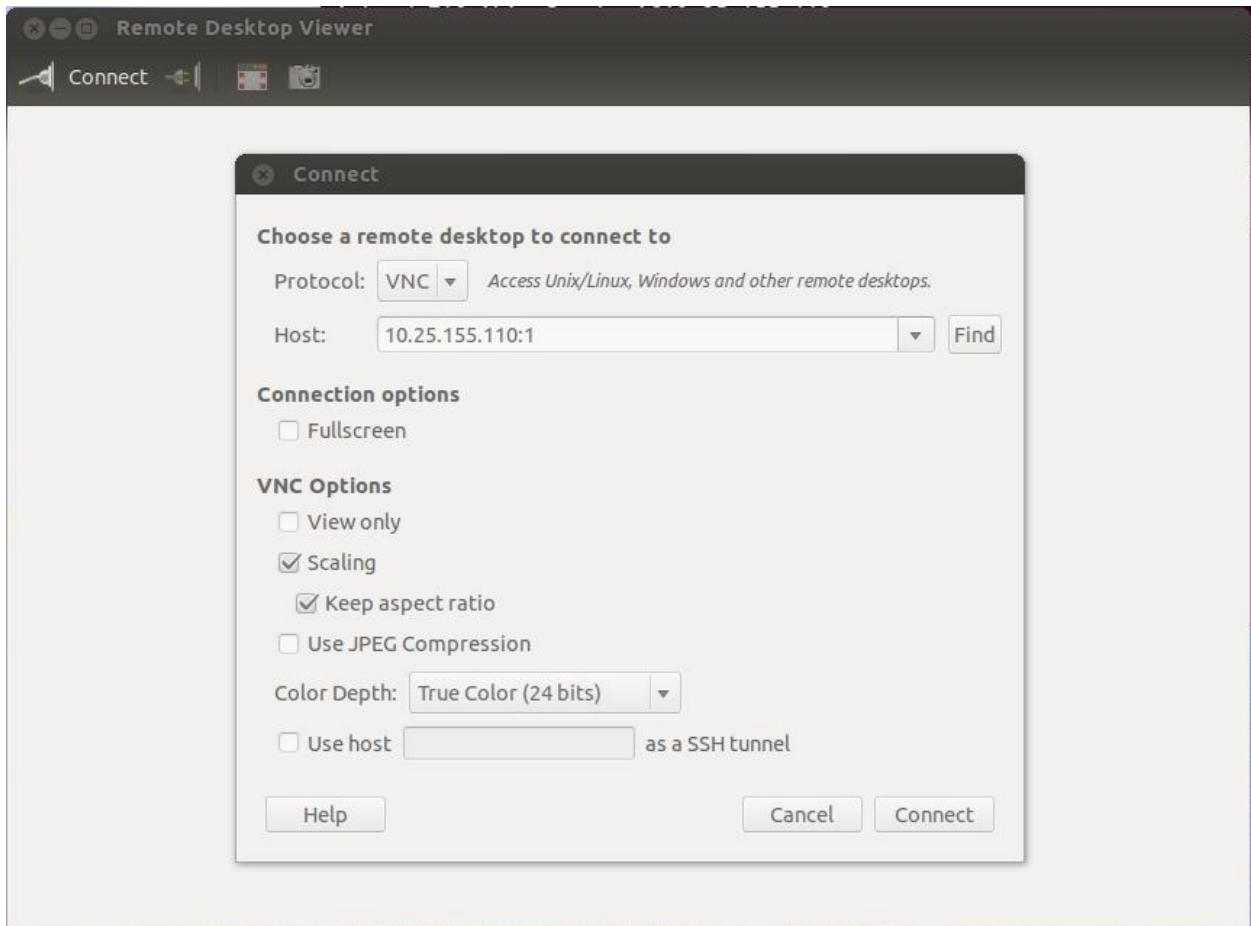 Remote Desktop Viewer
Connect
Connect
Choose a remote desktop to connect to
Protocol: VNC Access Unix/Linux, Windows and other remote desktops.
Host: 10.25.155.110:1 Find
Connection options
Fullscreen
VNC Options
View only
Scaling
Keep aspect ratio
Use JPEG Compression
Color Depth: True Color (24 bits)
Use host as a SSH tunnel
Help Cancel Connect